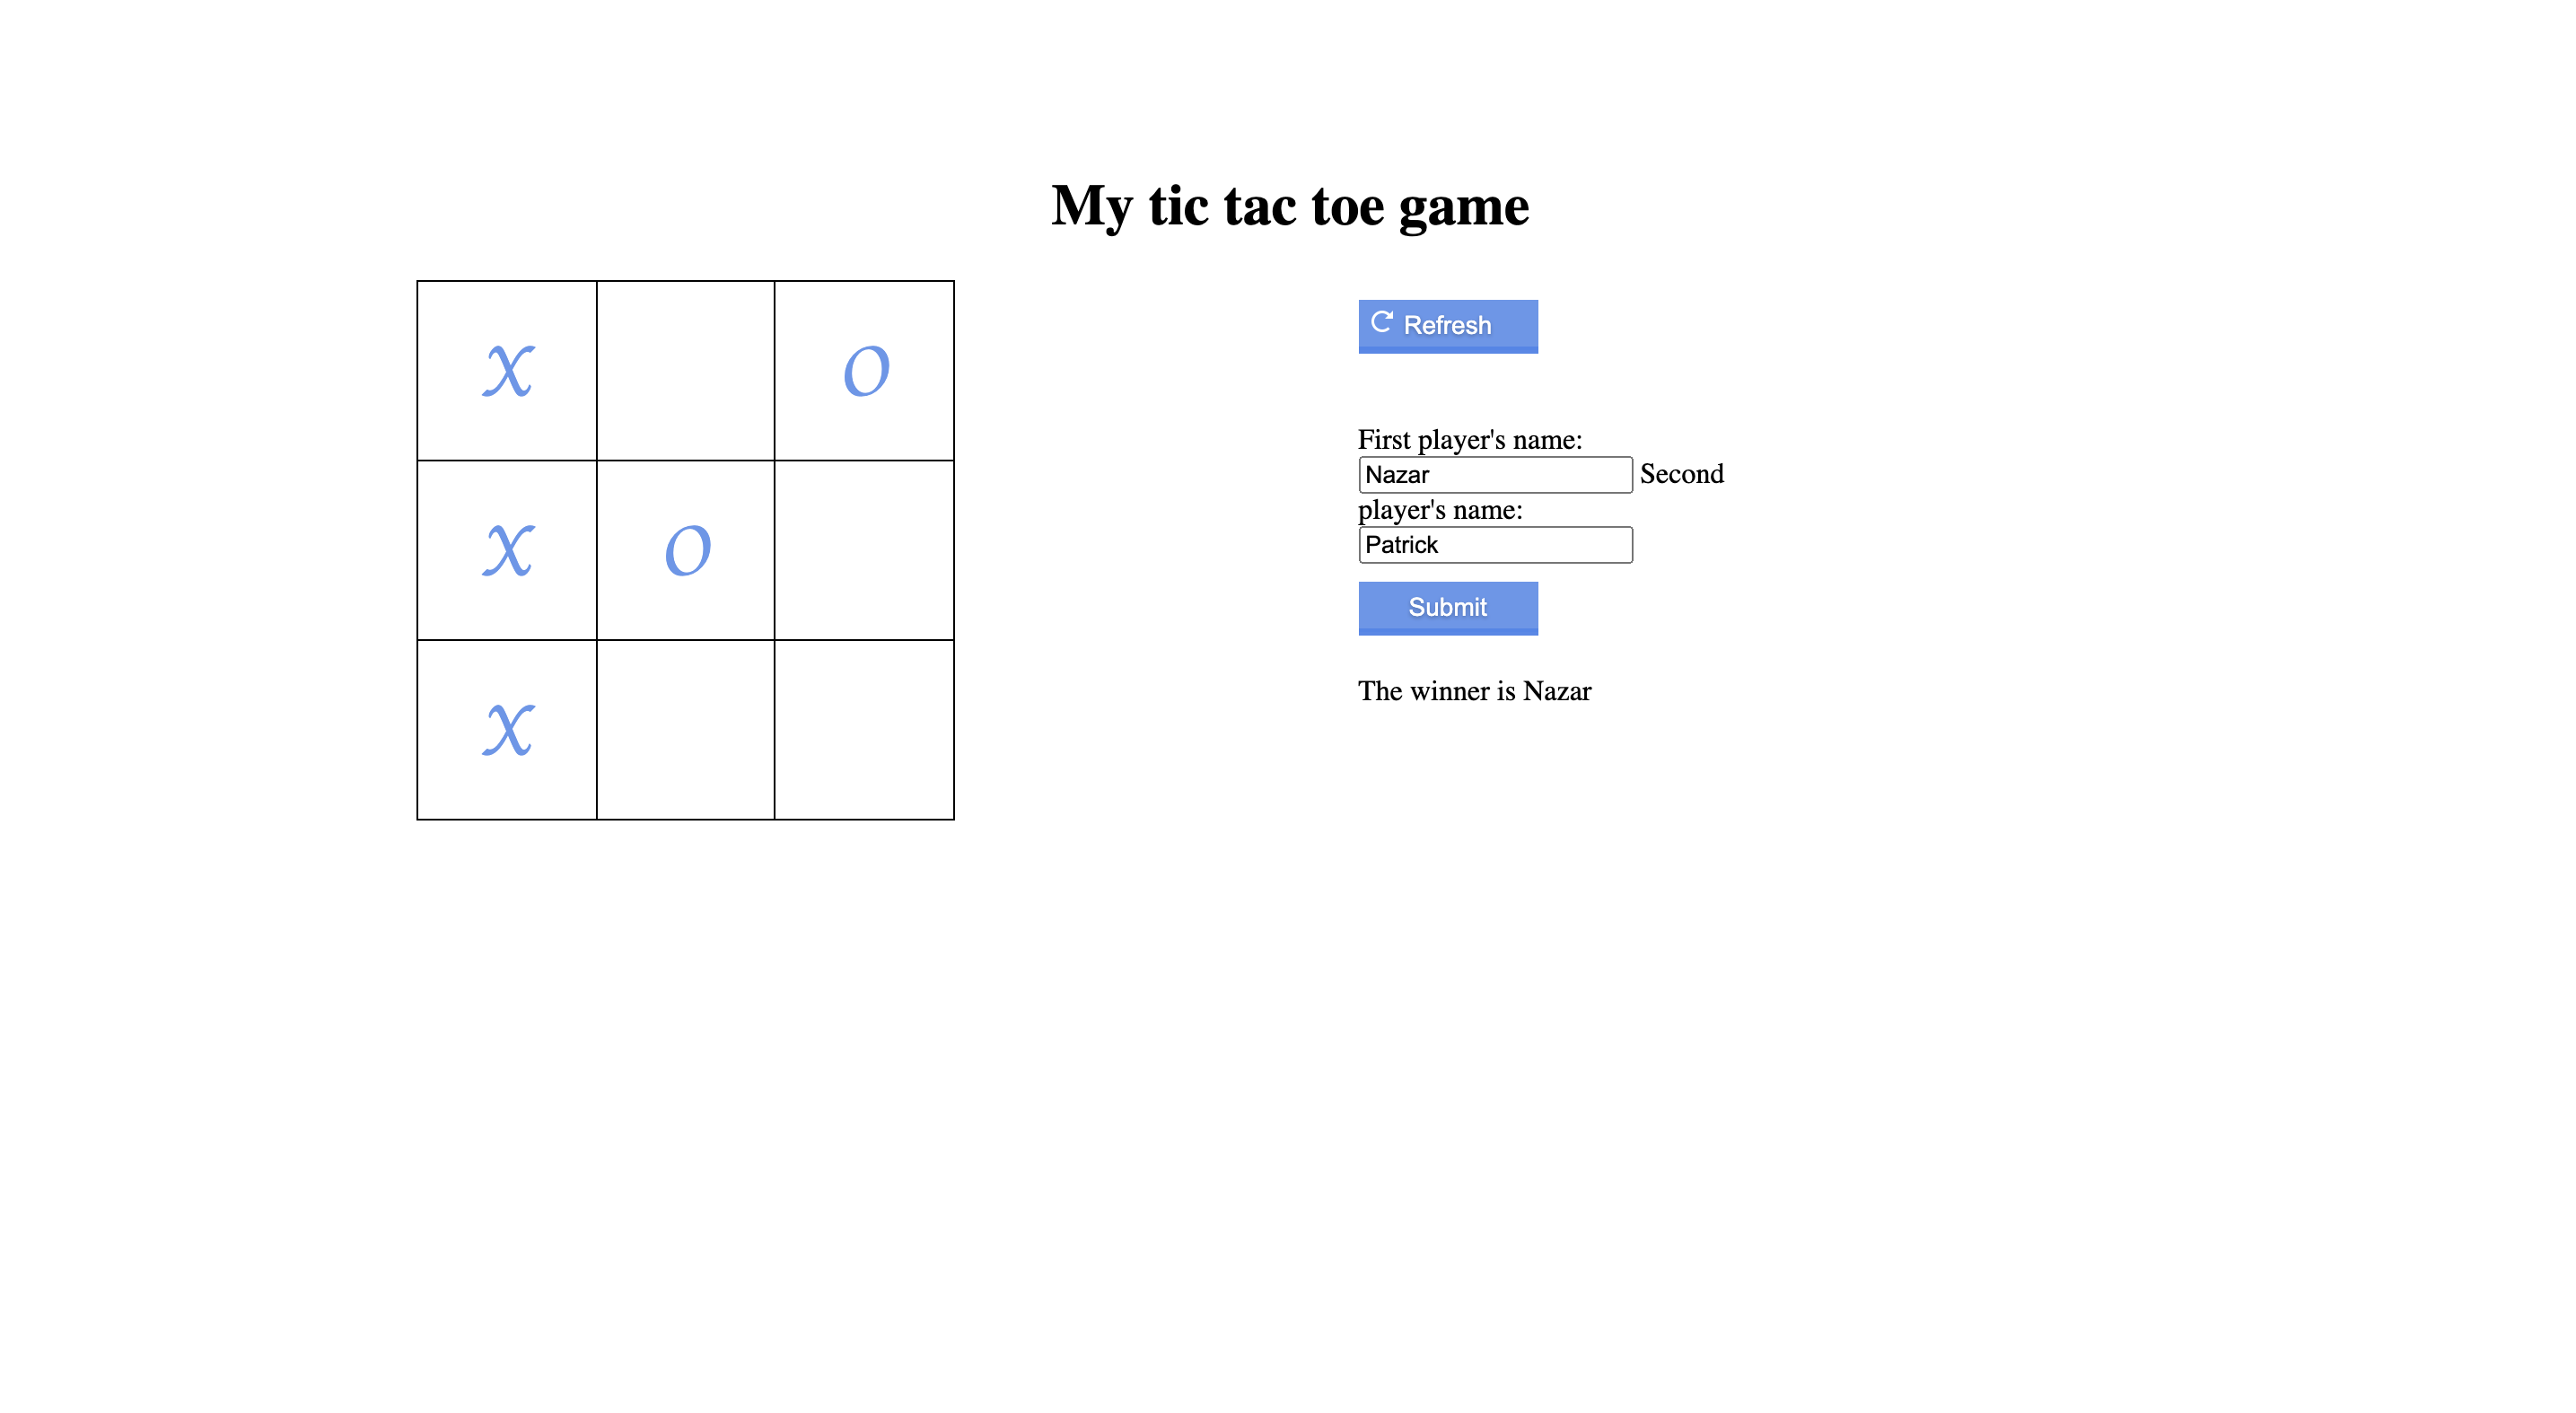 My tic tac toe game
x o
x o
x
Refresh
First player's name:
Nazar Second
player's name:
Patrick
Submit
The winner is Nazar